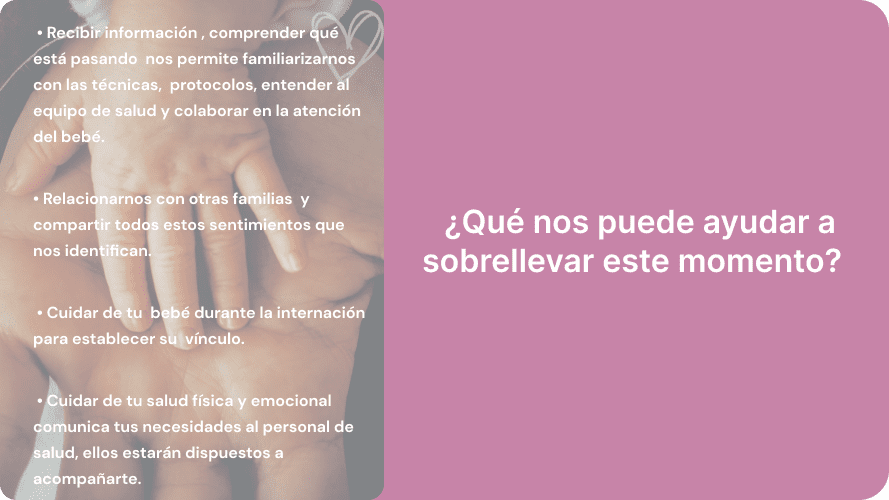 • Recibir información , comprender qué
está pasando  nos permite familiarizarnos
con las técnicas,  protocolos, entender al
equipo de salud y colaborar en la atención
del bebé.
• Relacionarnos con otras familias  y
compartir todos estos sentimientos que
nos identifican.
• Cuidar de tu  bebé durante la internación
para establecer su  vínculo.
• Cuidar de tu salud física y emocional
comunica tus necesidades al personal de
salud, ellos estarán dispuestos a
acompañarte.
¿Qué nos puede ayudar a
sobrellevar este momento?